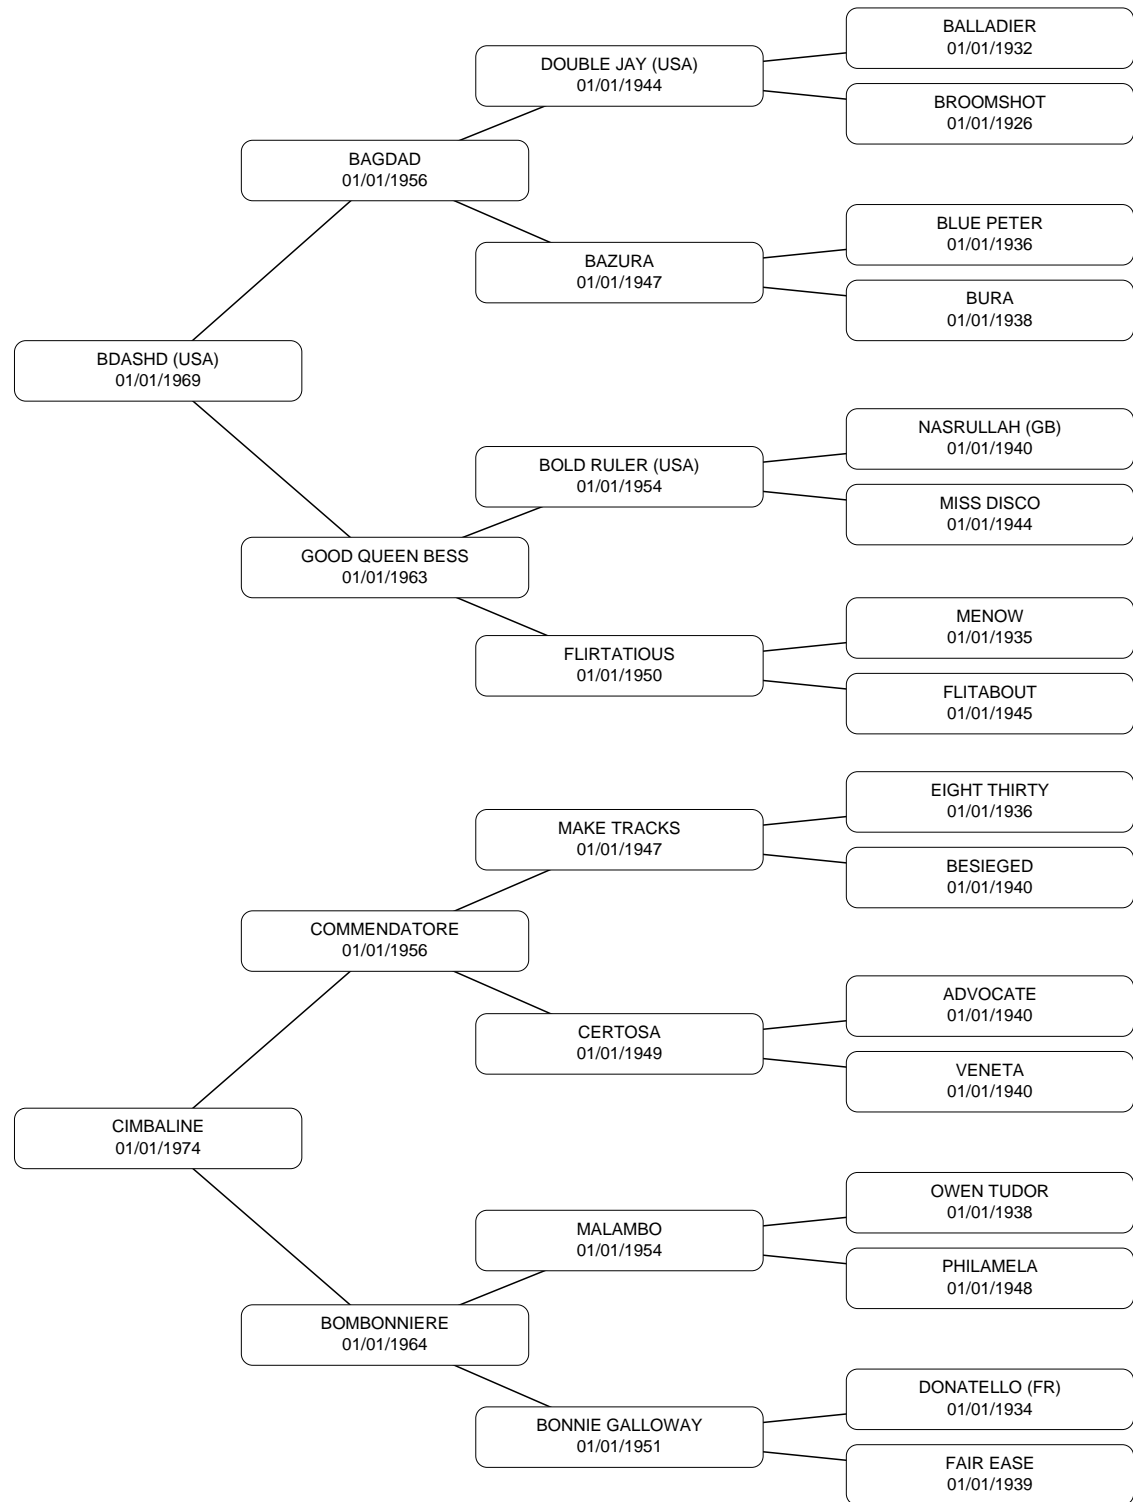 BALLADIER
01/01/1932
DOUBLE JAY (USA)
01/01/1944
BROOMSHOT
01/01/1926
BAGDAD
01/01/1956
BLUE PETER
01/01/1936
BAZURA
01/01/1947
BURA
01/01/1938
BDASHD (USA)
01/01/1969
NASRULLAH (GB)
01/01/1940
BOLD RULER (USA)
01/01/1954
MISS DISCO
01/01/1944
GOOD QUEEN BESS
01/01/1963
MENOW
01/01/1935
FLIRTATIOUS
01/01/1950
FLITABOUT
01/01/1945
EIGHT THIRTY
01/01/1936
MAKE TRACKS
01/01/1947
BESIEGED
01/01/1940
COMMENDATORE
01/01/1956
ADVOCATE
01/01/1940
CERTOSA
01/01/1949
VENETA
01/01/1940
CIMBALINE
01/01/1974
OWEN TUDOR
01/01/1938
MALAMBO
01/01/1954
PHILAMELA
01/01/1948
BOMBONNIERE
01/01/1964
DONATELLO (FR)
01/01/1934
BONNIE GALLOWAY
01/01/1951
FAIR EASE
01/01/1939